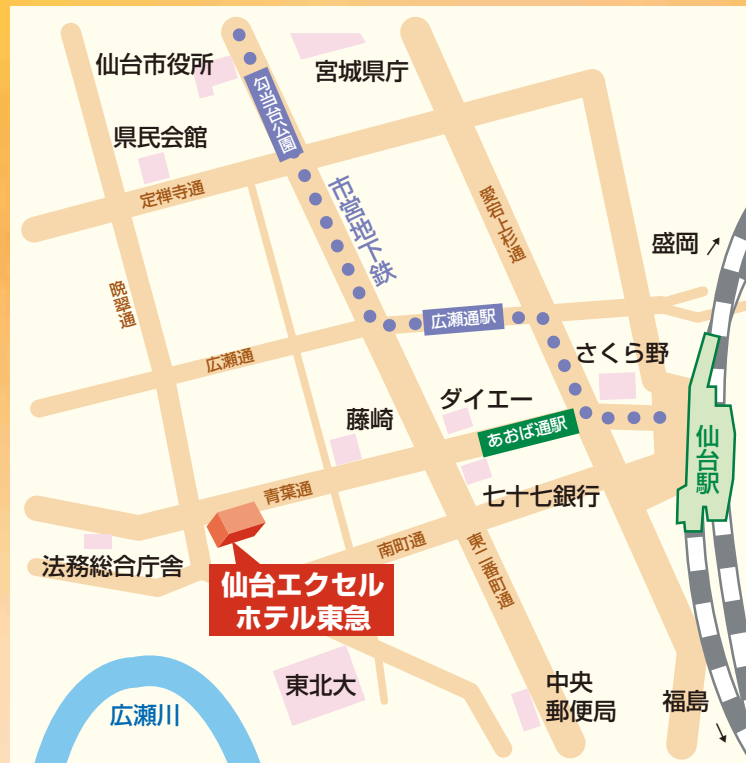 仙台市役所
宮城県庁
勾当台公園
県民会館
定禅寺通
市営地下鉄
愛宕上杉通
盛岡
晩翠通
広瀬通駅
さくら野
広瀬通
ダイエー
藤崎
あおば通駅
仙台駅
青葉通
七十七銀行
南町通
東二番町通
法務総合庁舎
仙台エクセル
ホテル東急
東北大
中央
郵便局
福島
広瀬川